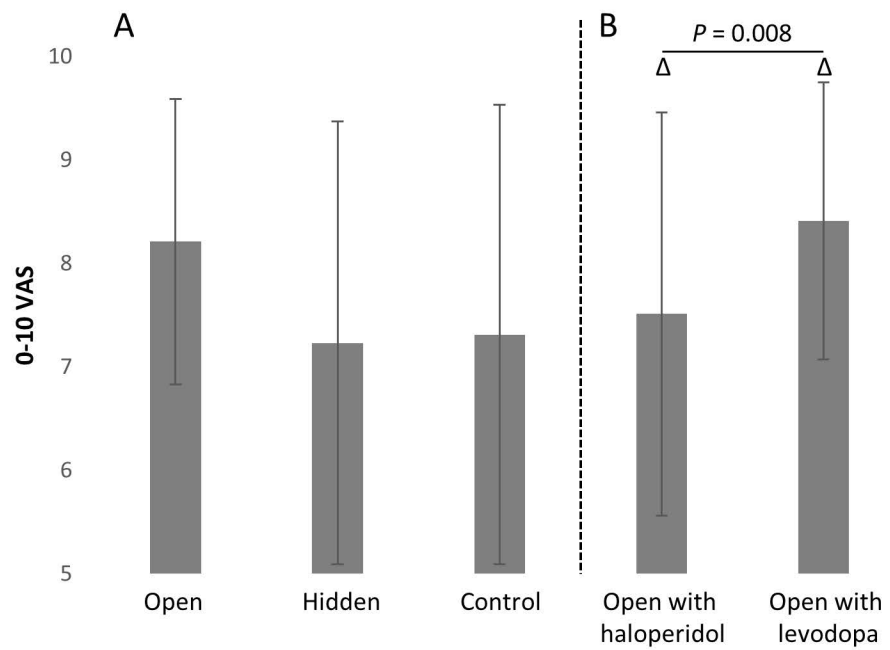 A
B
P = 0.008
Δ Δ
10
9
8
7
6
5
0-10 VAS
Open
Hidden
Control
Open with
haloperidol
Open with
levodopa